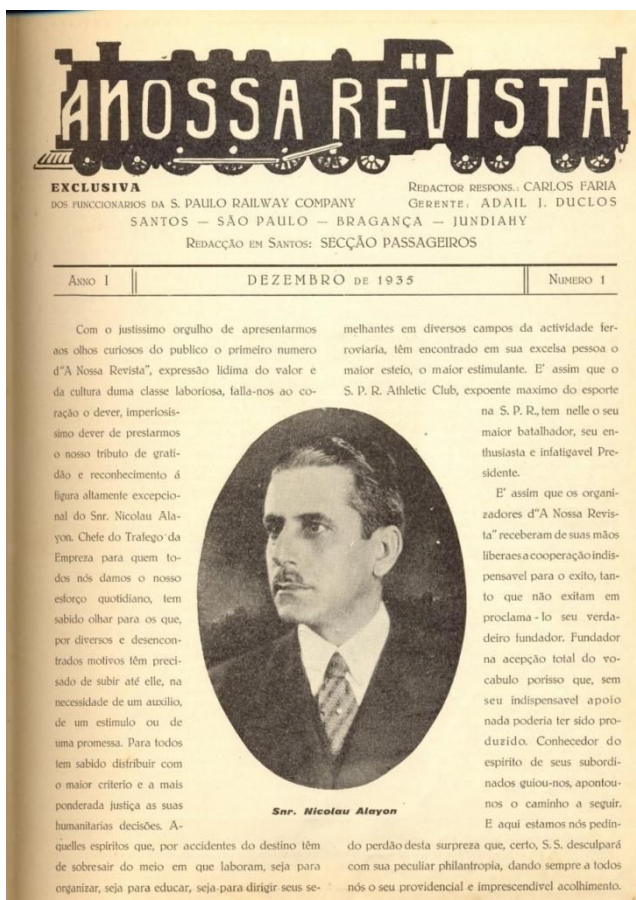 A NOSSA REVISTA
EXCLUSIVA
DOS FUNCCIONARIOS DA S. PAULO RAILWAY COMPANY
REDACTOR RESPONS.: CARLOS FARIA
GERENTE: ADAIL J. DUCLOS
SANTOS — SÃO PAULO — BRAGANÇA — JUNDIAHY
REDACÇÃO EM SANTOS: SECÇÃO PASSAGEIROS
ANNO I
DEZEMBRO DE 1935
NUMERO 1
Com o justissimo orgulho de apresentarmos
aos olhos curiosos do publico o primeiro numero
d"A Nossa Revista", expressão lidima do valor e
da cultura duma classe laboriosa, falla-nos ao co-
ração o dever, imperiosis-
simo dever de prestarmos
o nosso tributo de grati-
dão e reconhecimento á
figura altamente excepcio-
nal do Snr. Nicolau Ala-
yon. Chefe do Trafego da
Empreza para quem to-
dos nós damos o nosso
esforço quotidiano, tem
sabido olhar para os que,
por diversos e desencon-
trados motivos têm preci-
sado de subir até elle, na
necessidade de um auxilio,
de um estimulo ou de
uma promessa. Para todos
tem sabido distribuir com
o maior criterio e a mais
ponderada justiça as suas
humanitarias decisões. A-
quelles espiritos que, por accidentes do destino têm
de sobresair do meio em que laboram, seja para
organizar, seja para educar, seja para dirigir seus se-
melhantes em diversos campos da actividade fer-
roviaria, têm encontrado em sua excelsa pessoa o
maior esteio, o maior estimulante. E' assim que o
S. P. R. Athletic Club, expoente maximo do esporte
na S. P. R., tem nelle o seu
maior batalhador, seu en-
thusiasta e infatigavel Pre-
sidente.
E' assim que os organi-
zadores d"A Nossa Revis-
ta" receberam de suas mãos
liberaes a cooperação indis-
pensavel para o exito, tan-
to que não exitam em
proclama-lo seu verda-
deiro fundador. Fundador
na acepção total do vo-
cabulo porisso que, sem
seu indispensavel apoio
nada poderia ter sido pro-
duzido. Conhecedor do
espirito de seus subordi-
nados guiou-nos, apontou-
nos o caminho a seguir.
E aqui estamos nós pedin-
do perdão desta surpreza que, certo, S. S. desculpará
com sua peculiar philantropia, dando sempre a todos
nós o seu providencial e imprescendivel acolhimento.
Snr. Nicolau Alayon